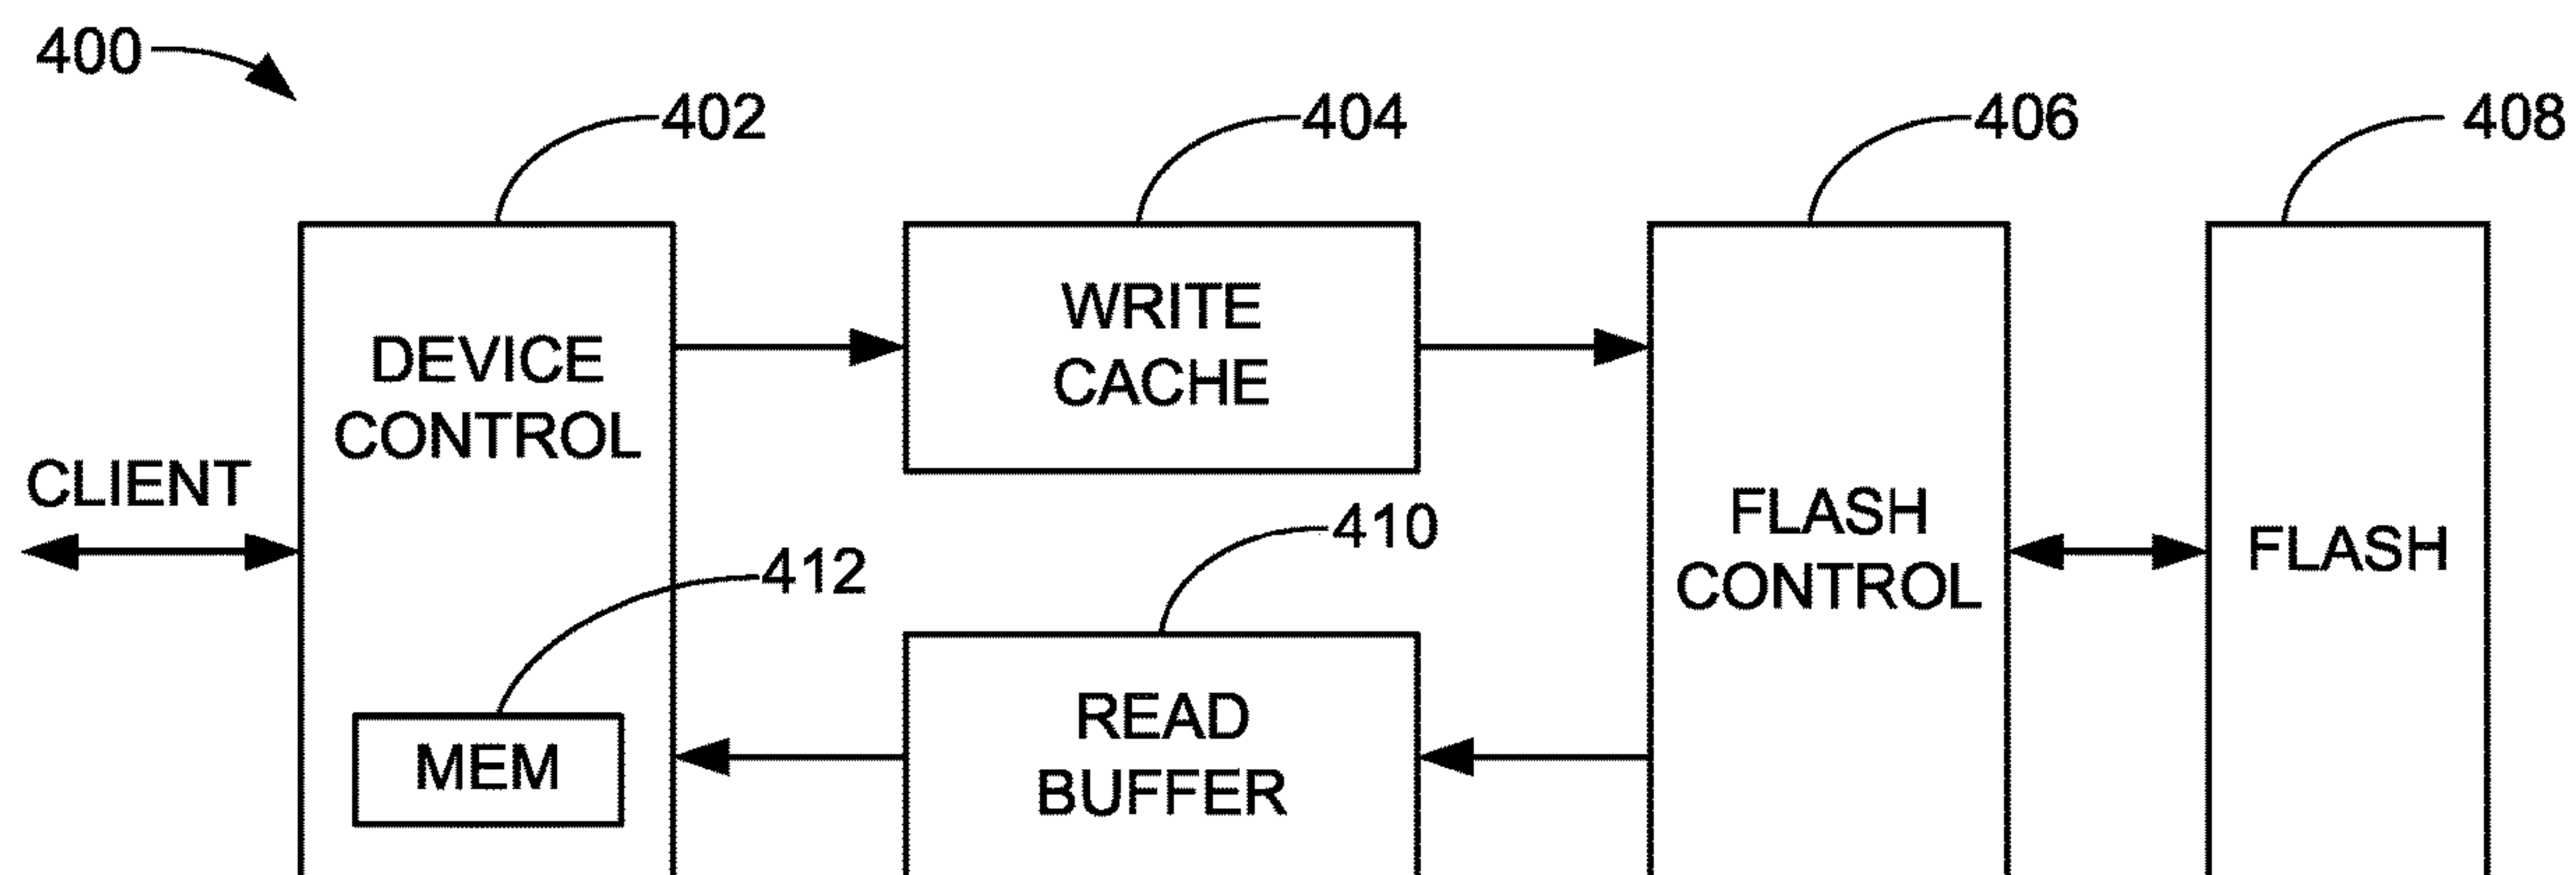 400
402
404
406
408
WRITE
CACHE
DEVICE
CONTROL
CLIENT
410
FLASH
CONTROL
FLASH
412
READ
BUFFER
MEM